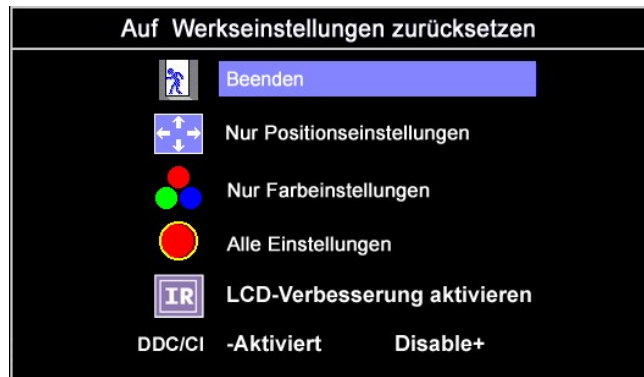 Auf Werkseinstellungen zurücksetzen
Beenden
Nur Positionseinstellungen
Nur Farbeinstellungen
Alle Einstellungen
IR LCD-Verbesserung aktivieren
DDC/CI -Aktiviert Disable+